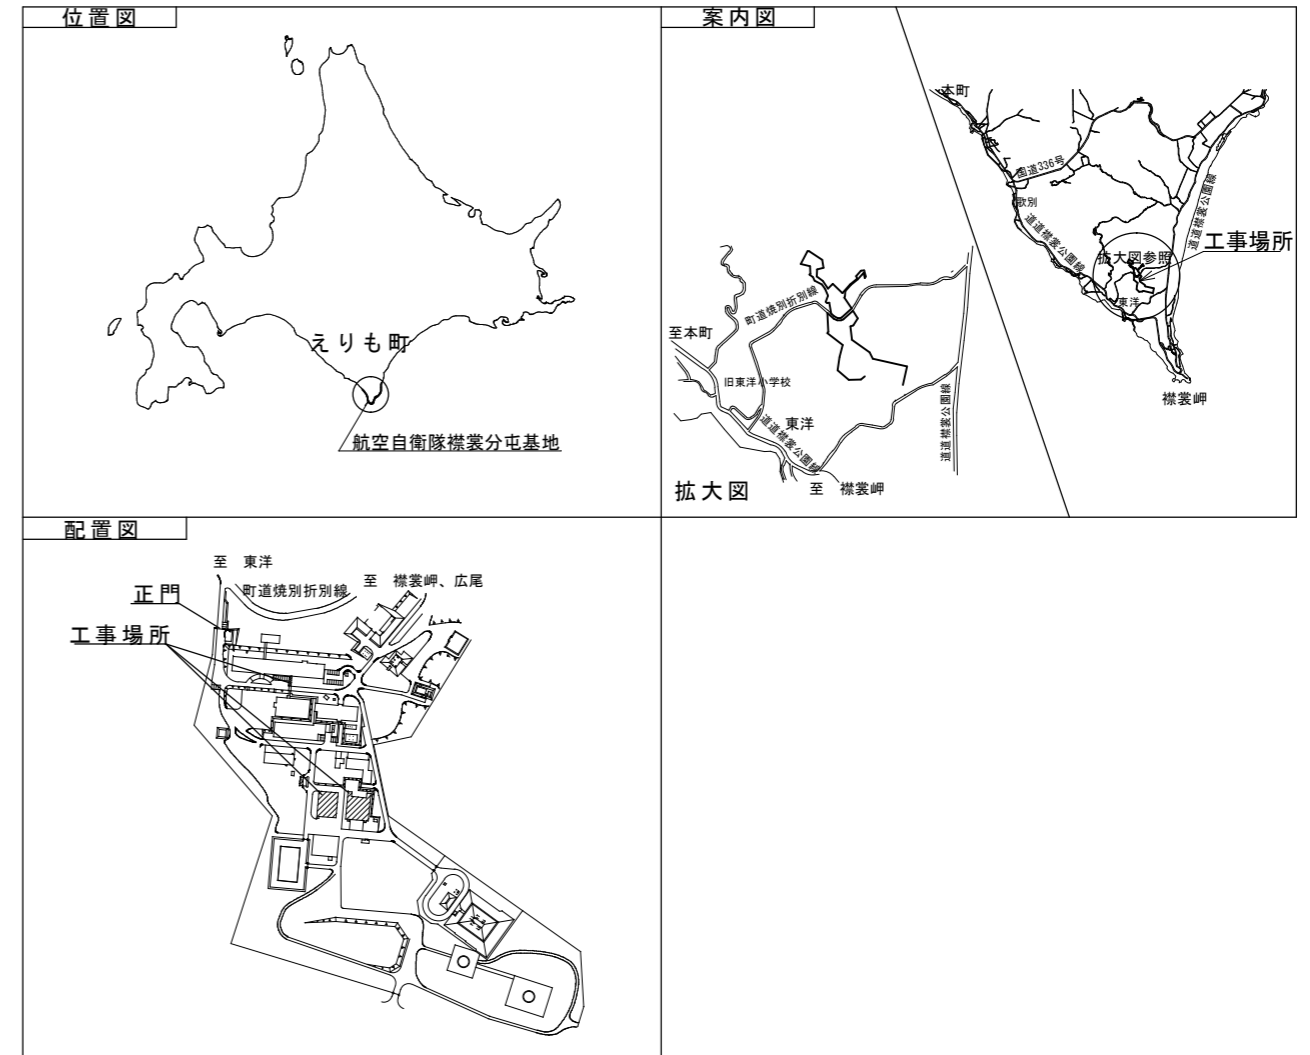 位置図
えりも町
航空自衛隊襟裳分屯基地
案内図
本町
国道336号
歌別
道道襟裳公園線
道道襟裳公園線
工事場所
拡大図参照
東洋
襟裳岬
町道焼別折別線
至本町
旧東洋小学校
東洋
道道襟裳公園線
道道襟裳公園線
至 襟裳岬
拡大図
配置図
至 東洋
町道焼別折別線
至 襟裳岬、広尾
正門
工事場所